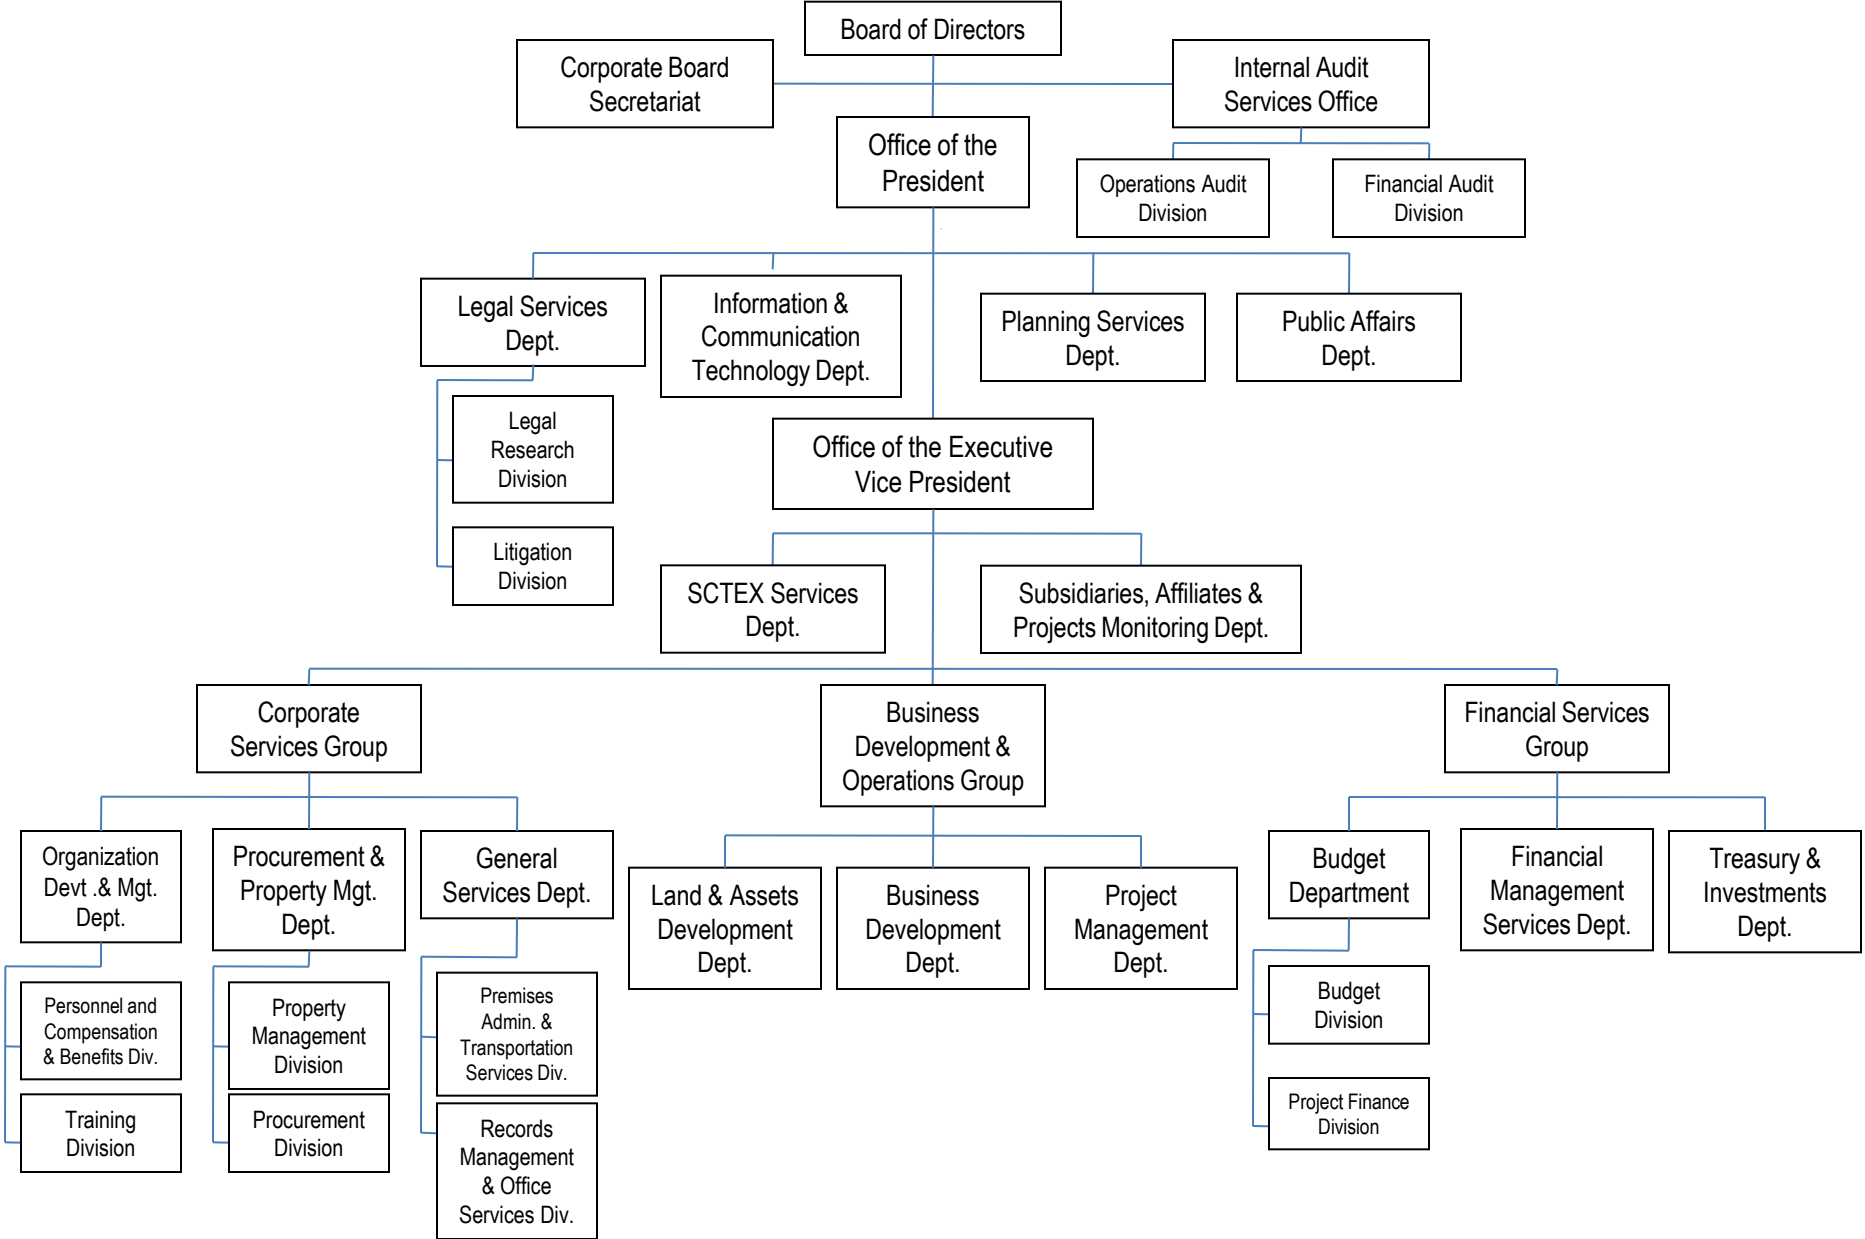 Board of Directors
Corporate Board
Secretariat
Internal Audit
Services Office
Office of the
President
Operations Audit
Division
Financial Audit
Division
Legal Services
Dept.
Information &
Communication
Technology Dept.
Planning Services
Dept.
Public Affairs
Dept.
Legal
Research
Division
Litigation
Division
Office of the Executive
Vice President
SCTEX Services
Dept.
Subsidiaries, Affiliates &
Projects Monitoring Dept.
Corporate
Services Group
Business
Development &
Operations Group
Financial Services
Group
Organization
Devt .& Mgt.
Dept.
Procurement &
Property Mgt.
Dept.
General
Services Dept.
Land & Assets
Development
Dept.
Business
Development
Dept.
Project
Management
Dept.
Budget
Department
Financial
Management
Services Dept.
Treasury &
Investments
Dept.
Personnel and
Compensation
& Benefits Div.
Training
Division
Property
Management
Division
Procurement
Division
Premises
Admin. &
Transportation
Services Div.
Records
Management
& Office
Services Div.
Budget
Division
Project Finance
Division